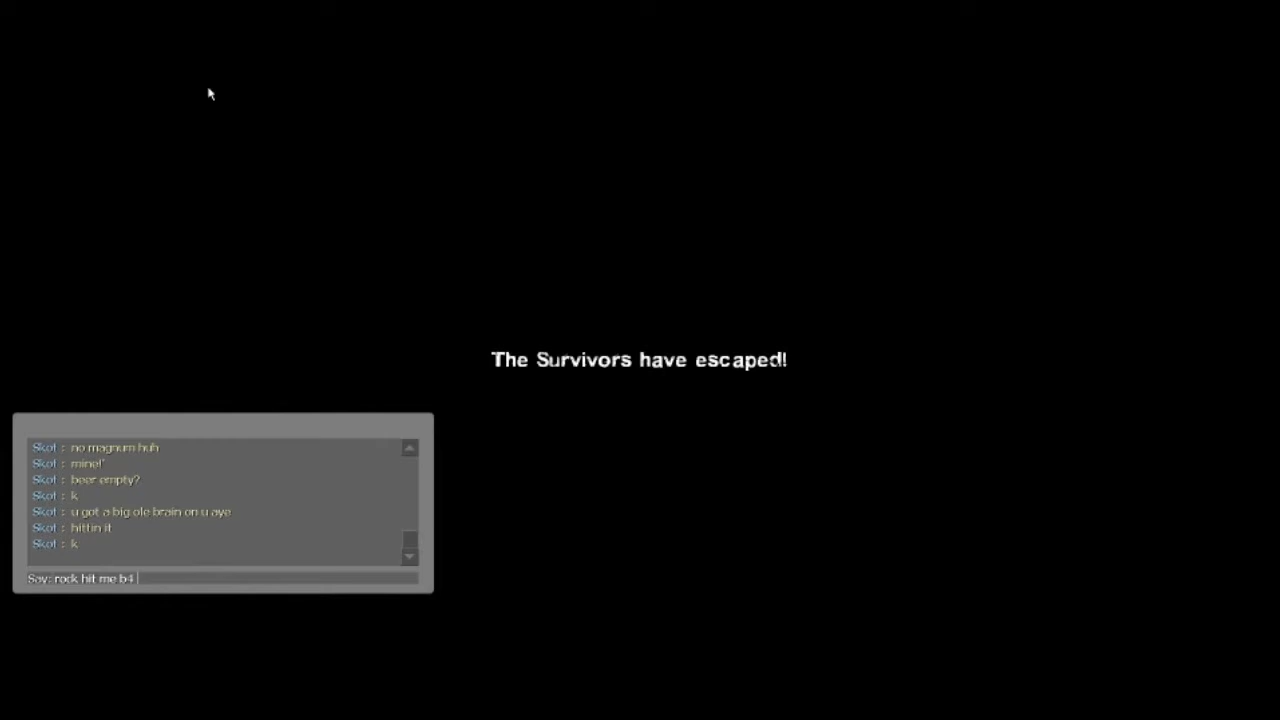 The Survivors have escaped!
Skot : no magnum huh
Skot : mine!'
Skot : beer empty?
Skot : k
Skot : u got a big ole brain on u aye
Skot : hittin it
Skot : k
Say: rock hit me b4